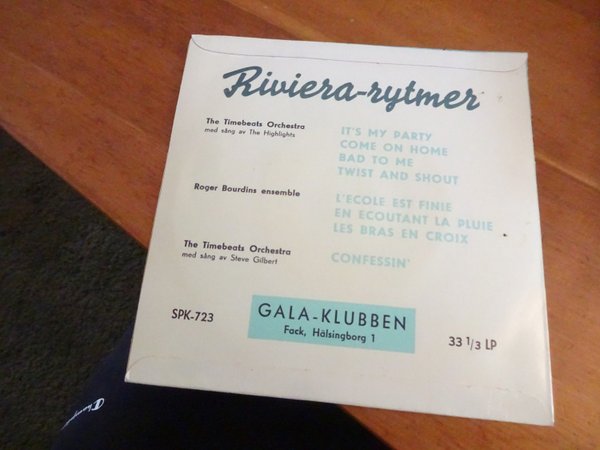 Riviera-rytmer
The Timebeats Orchestra
med sång av The Highlights
IT'S MY PARTY
COME ON HOME
BAD TO ME
TWIST AND SHOUT
Roger Bourdins ensemble
L'ECOLE EST FINIE
EN ECOUTANT LA PLUIE
LES BRAS EN CROIX
The Timebeats Orchestra
med sång av Steve Gilbert
CONFESSIN'
SPK-723
GALA-KLUBBEN
Fack, Hälsingborg 1
33 1/3 LP
Champion